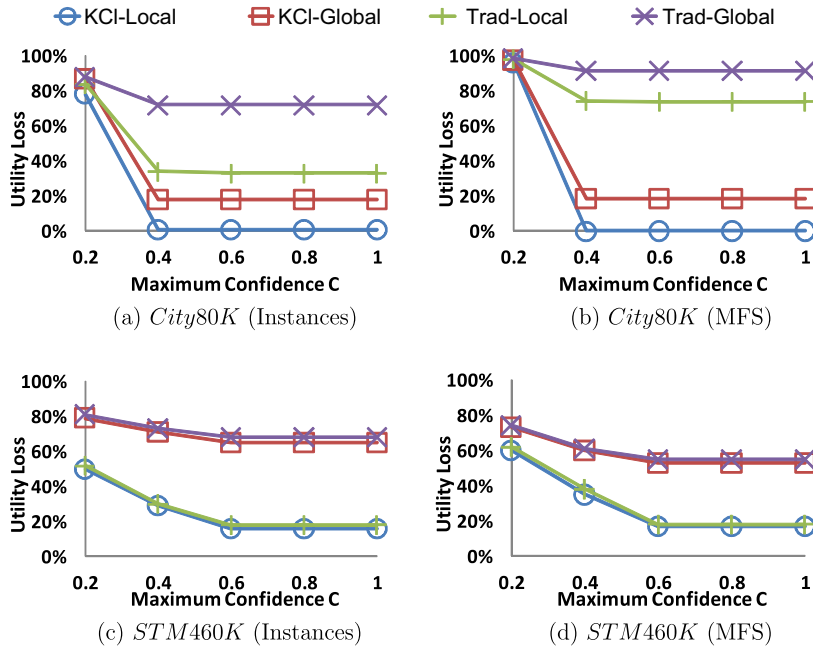 KCl-Local KCl-Global Trad-Local Trad-Global
Utility Loss
100%
80%
60%
40%
20%
0%
0.2 0.4 0.6 0.8 1
Maximum Confidence C
(a) City80K (Instances)
Utility Loss
100%
80%
60%
40%
20%
0%
0.2 0.4 0.6 0.8 1
Maximum Confidence C
(b) City80K (MFS)
Utility Loss
100%
80%
60%
40%
20%
0%
0.2 0.4 0.6 0.8 1
Maximum Confidence C
(c) STM460K (Instances)
Utility Loss
100%
80%
60%
40%
20%
0%
0.2 0.4 0.6 0.8 1
Maximum Confidence C
(d) STM460K (MFS)